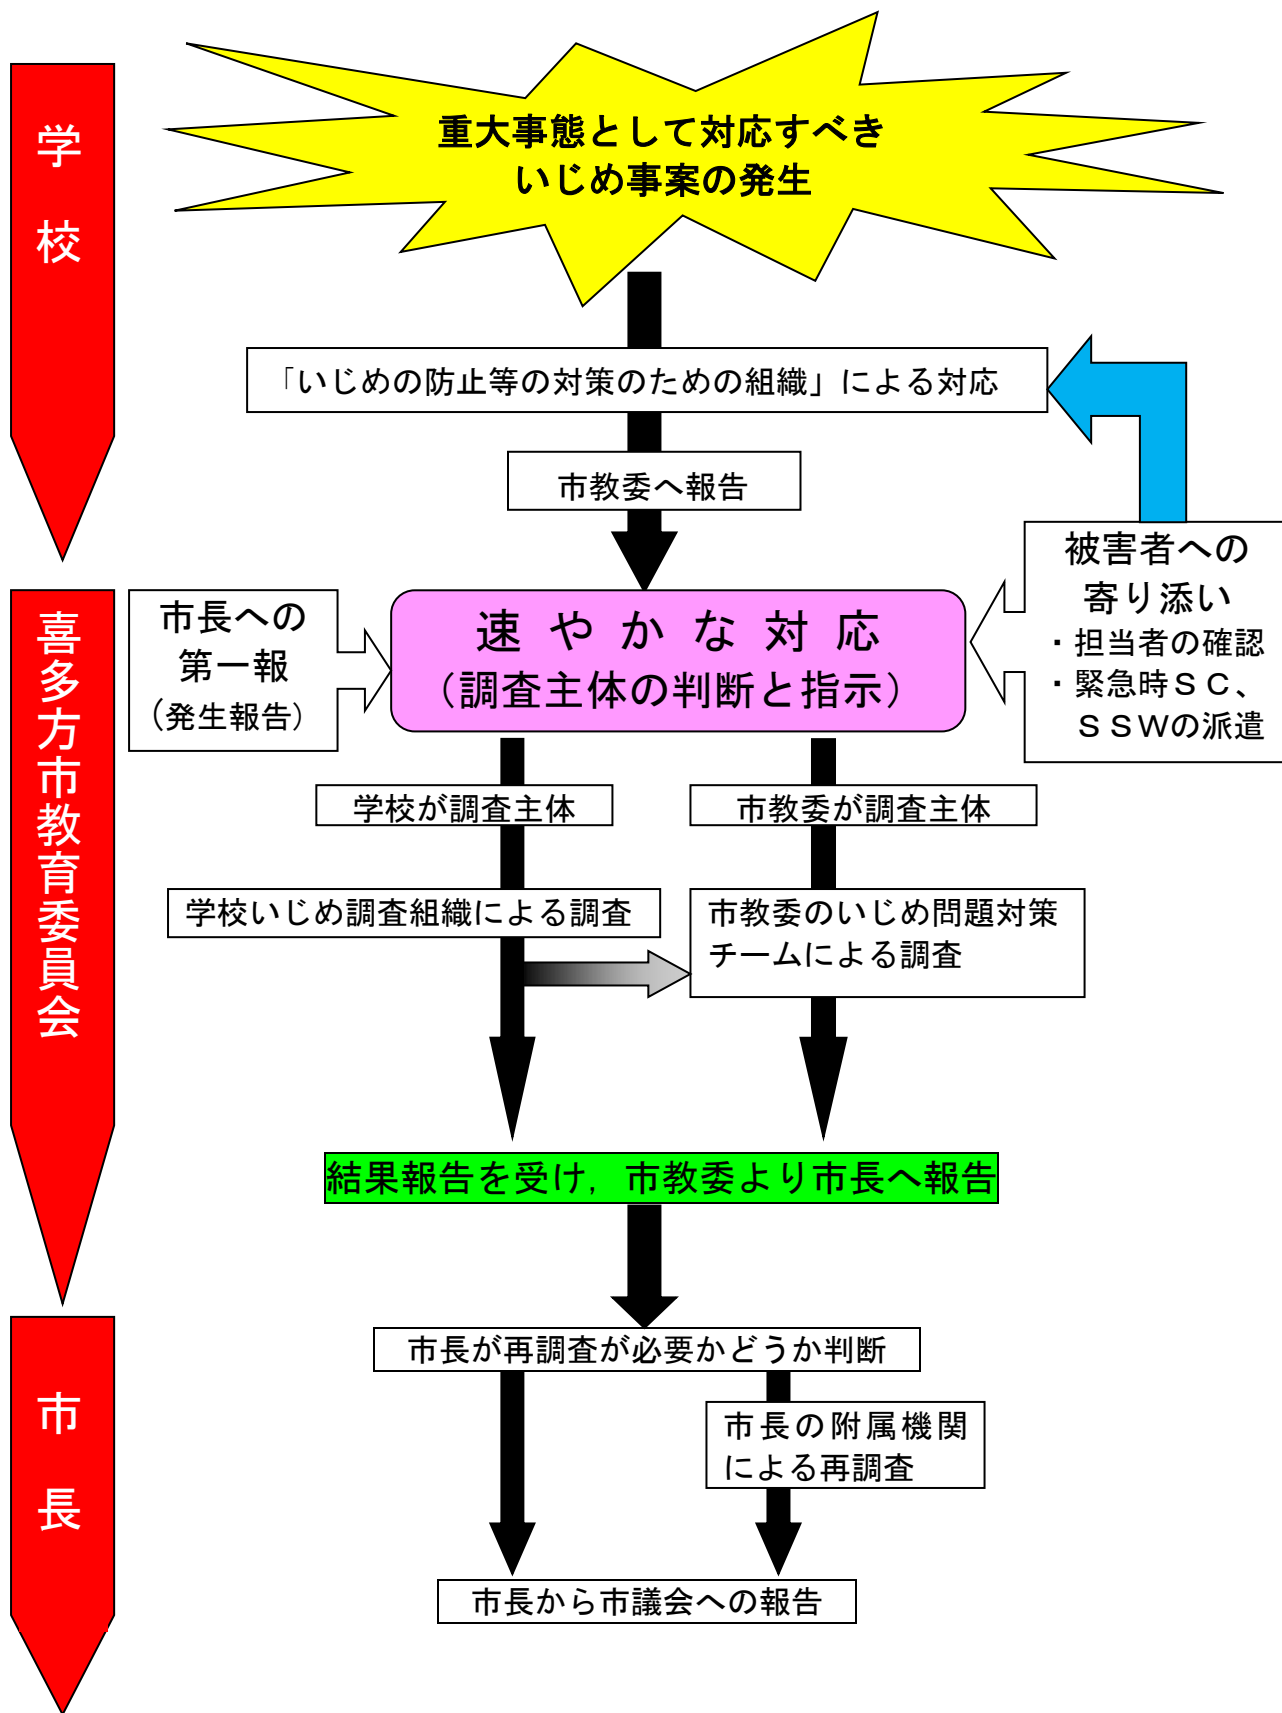 学校
重大事態として対応すべき
いじめ事案の発生
「いじめの防止等の対策のための組織」による対応
市教委へ報告
喜多方市教育委員会
市長への
第一報
（発生報告）
速やかな対応
（調査主体の判断と指示）
被害者への
寄り添い
・担当者の確認
・緊急時ＳＣ、
ＳＳＷの派遣
学校が調査主体
市教委が調査主体
学校いじめ調査組織による調査
市教委のいじめ問題対策
チームによる調査
結果報告を受け，市教委より市長へ報告
市長
市長が再調査が必要かどうか判断
市長の附属機関
による再調査
市長から市議会への報告